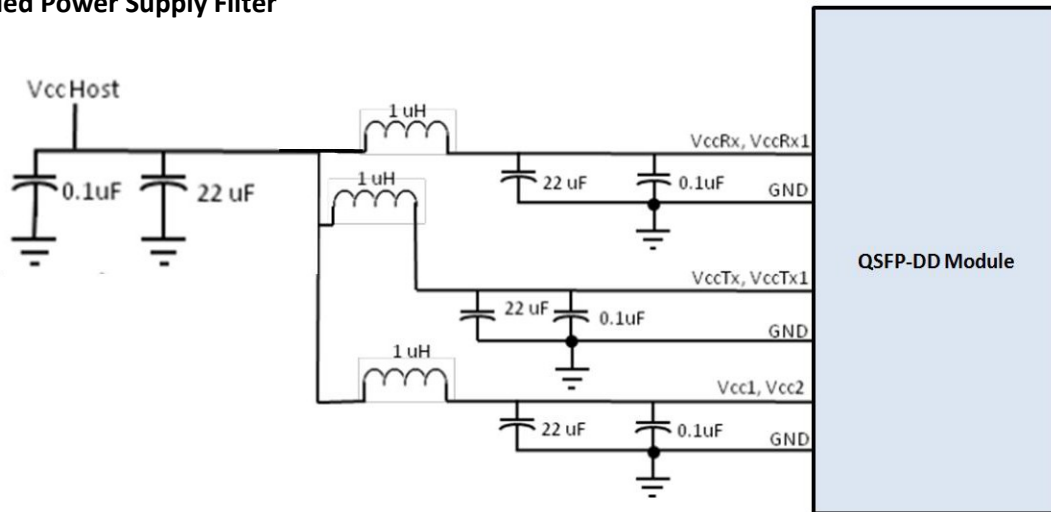 Power Supply Filter
VccHost
0.1uF
22 uF
1 uH
VccRx, VccRx1
22 uF
0.1uF
GND
1 uH
VccTx, VccTx1
22 uF
0.1uF
GND
1 uH
Vcc1, Vcc2
22 uF
0.1uF
GND
QSFP-DD Module